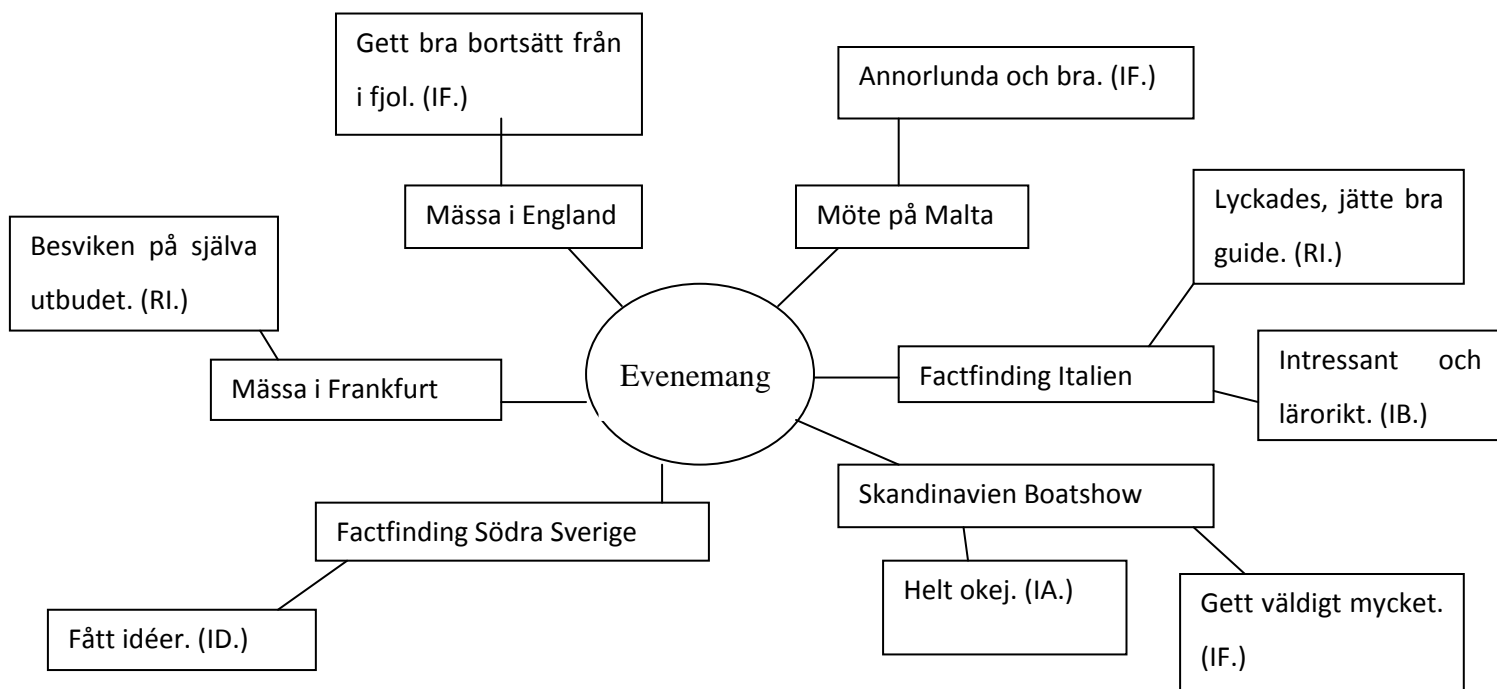 Gett bra bortsätt från
i fjol. (IF.)
Annorlunda och bra. (IF.)
Mässa i England
Möte på Malta
Lyckades, jätte bra
guide. (RI.)
Besviken på själva
utbudet. (RI.)
Mässa i Frankfurt
Evenemang
Factfinding Italien
Intressant och
lärorikt. (IB.)
Factfinding Södra Sverige
Skandinavien Boatshow
Fått idéer. (ID.)
Helt okej. (IA.)
Gett väldigt mycket.
(IF.)